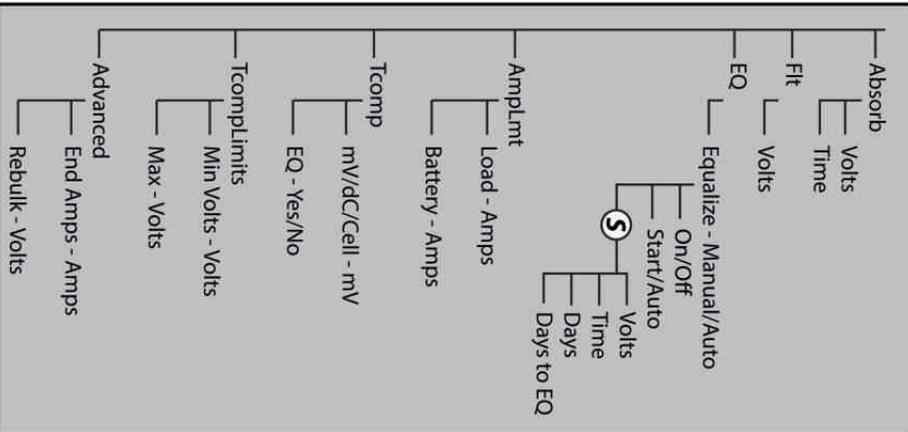 Absorb
Volts
Time
Flt
Volts
EQ
Equalize - Manual/Auto
On/Off
Start/Auto
S
Volts
Time
Days
Days to EQ
AmpLmt
Load - Amps
Battery - Amps
Tcomp
mV/dC/Cell - mV
EQ - Yes/No
TcompLimits
Min Volts - Volts
Max - Volts
Advanced
End Amps - Amps
Rebulk - Volts